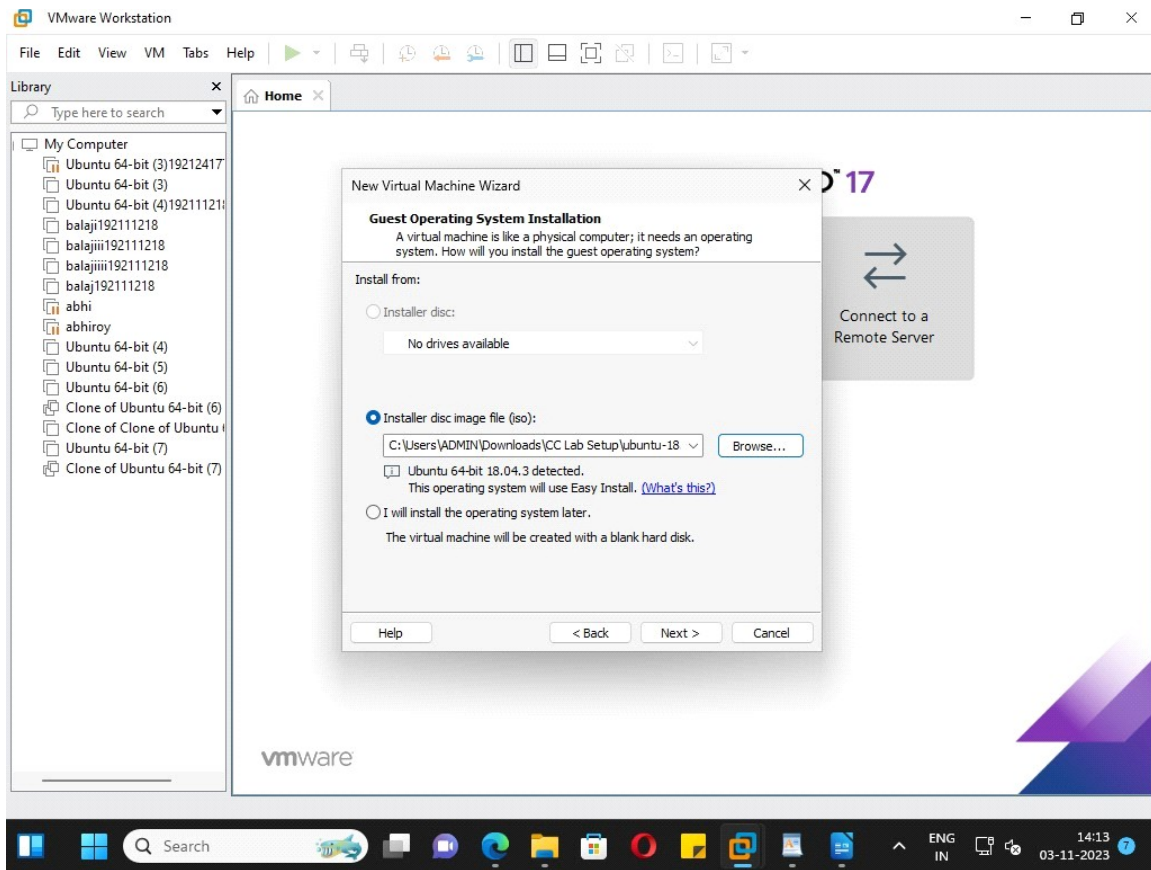 VMware Workstation
File Edit View VM Tabs Help
Library
Type here to search
My Computer
Ubuntu 64-bit (3)19212417
Ubuntu 64-bit (3)
Ubuntu 64-bit (4)19211121
balaji192111218
balajiii192111218
balajiiii192111218
balaj192111218
abhi
abhiroy
Ubuntu 64-bit (4)
Ubuntu 64-bit (5)
Ubuntu 64-bit (6)
Clone of Ubuntu 64-bit (6)
Clone of Clone of Ubuntu
Ubuntu 64-bit (7)
Clone of Ubuntu 64-bit (7)
Home
17
New Virtual Machine Wizard
Guest Operating System Installation
A virtual machine is like a physical computer; it needs an operating
system. How will you install the guest operating system?
Install from:
Installer disc:
No drives available
Installer disc image file (iso):
C:\Users\ADMIN\Downloads\CC Lab Setup\ubuntu-18
Browse...
Ubuntu 64-bit 18.04.3 detected.
This operating system will use Easy Install. (What's this?)
I will install the operating system later.
The virtual machine will be created with a blank hard disk.
Help
< Back
Next >
Cancel
Connect to a
Remote Server
vmware
Search
ENG
IN
14:13
03-11-2023
7